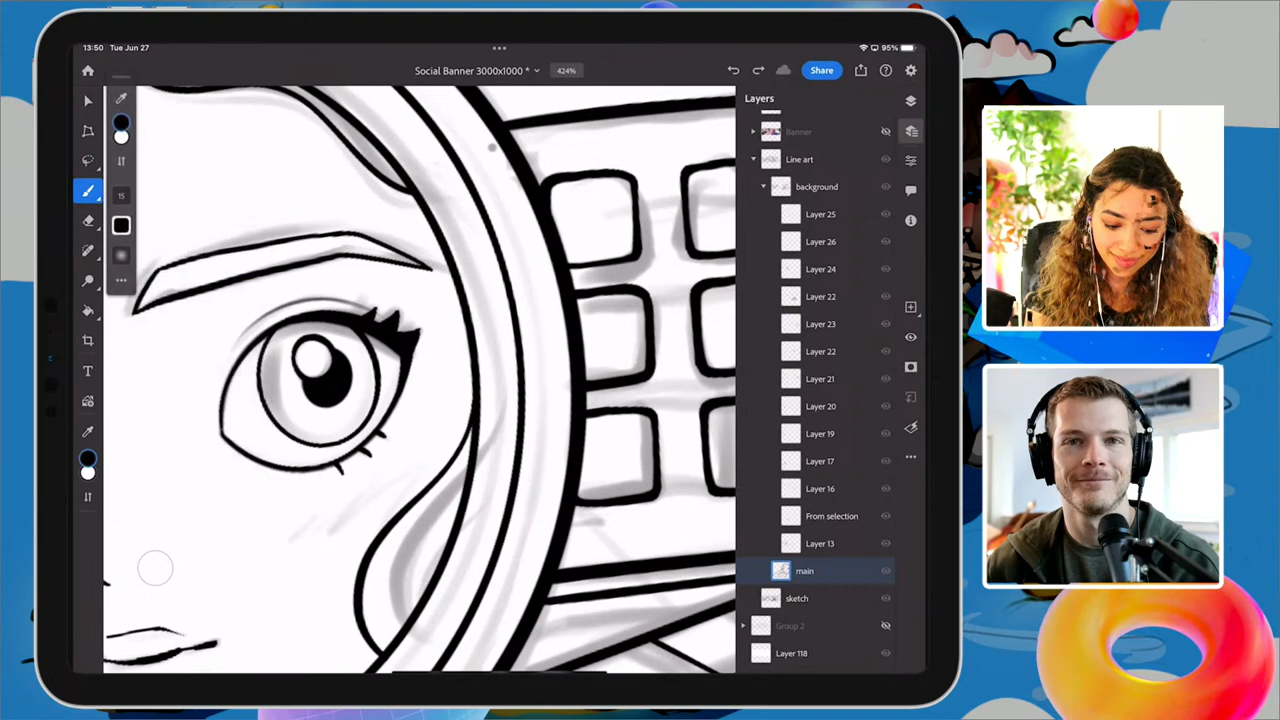 13:50 Tue Jun 27
95%
Social Banner 3000x1000 *
424%
Share
Layers
Banner
Line art
background
15
Layer 25
Layer 26
Layer 24
Layer 22
Layer 23
Layer 22
Layer 21
Layer 20
Layer 19
Layer 17
Layer 16
From selection
Layer 13
main
sketch
Group 2
Layer 118